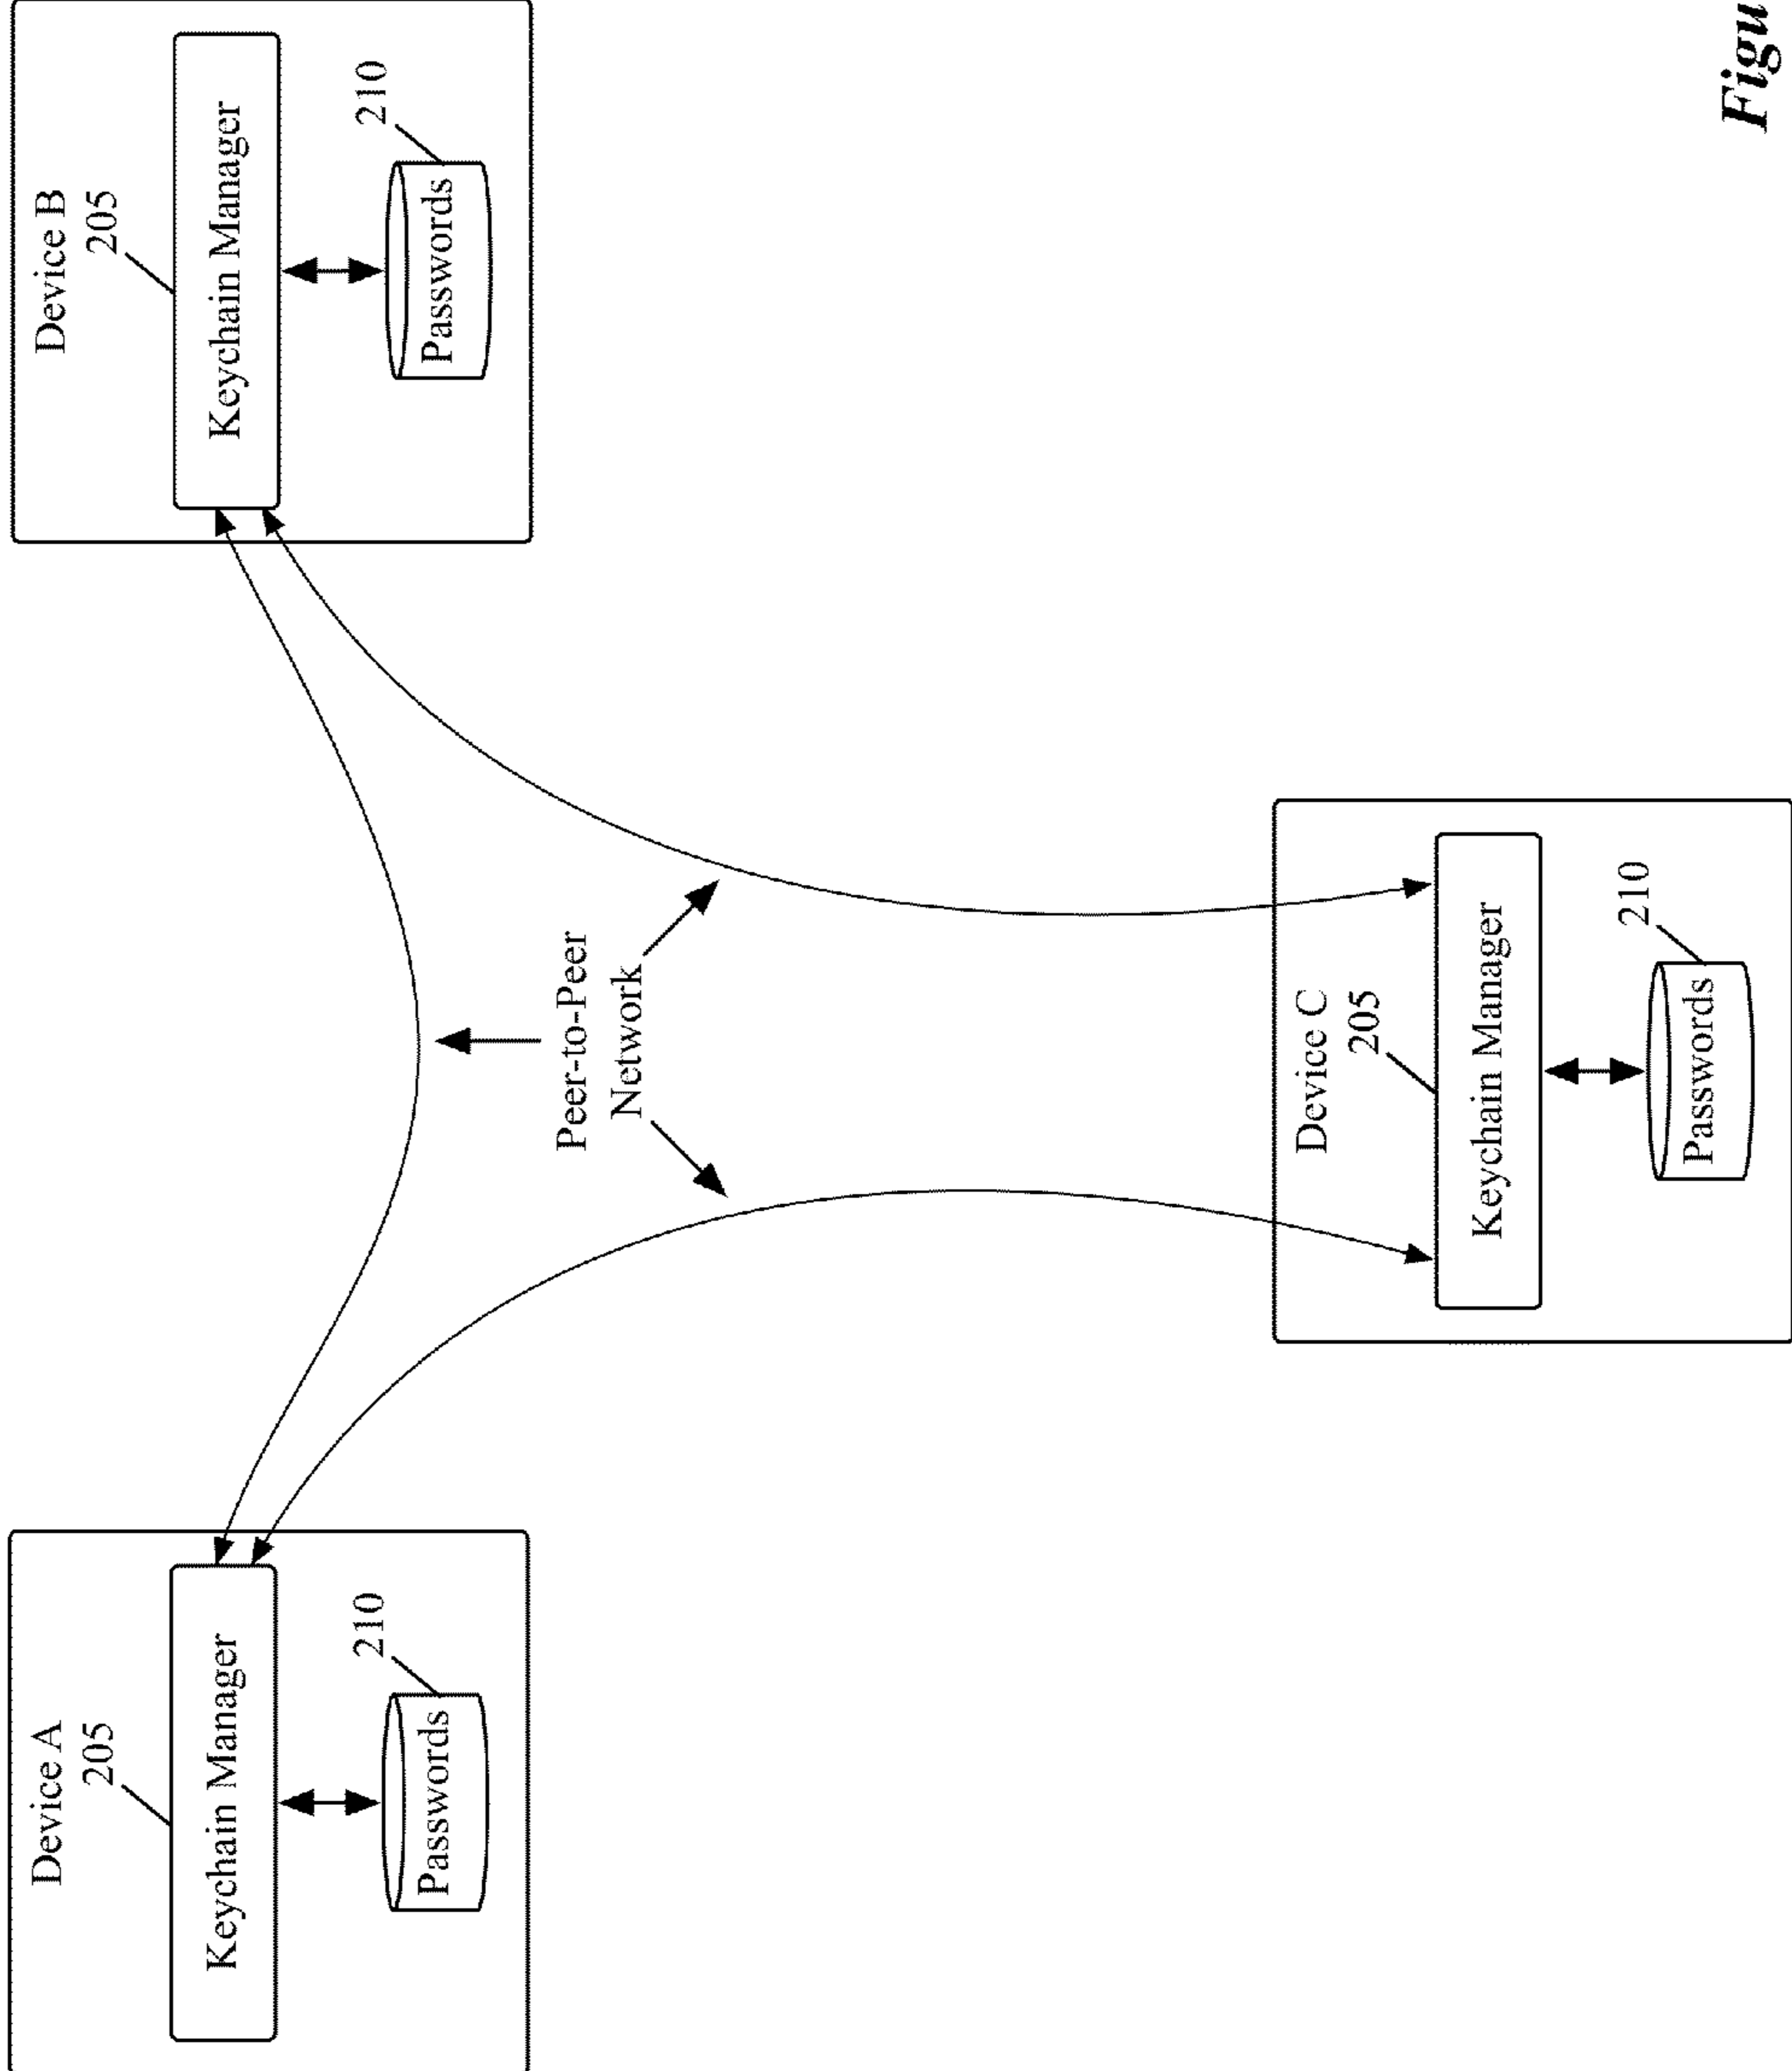 Device A
205
Keychain Manager
210
Passwords
Device B
205
Keychain Manager
210
Passwords
Peer-to-Peer
Network
Device C
205
Keychain Manager
210
Passwords
Figu